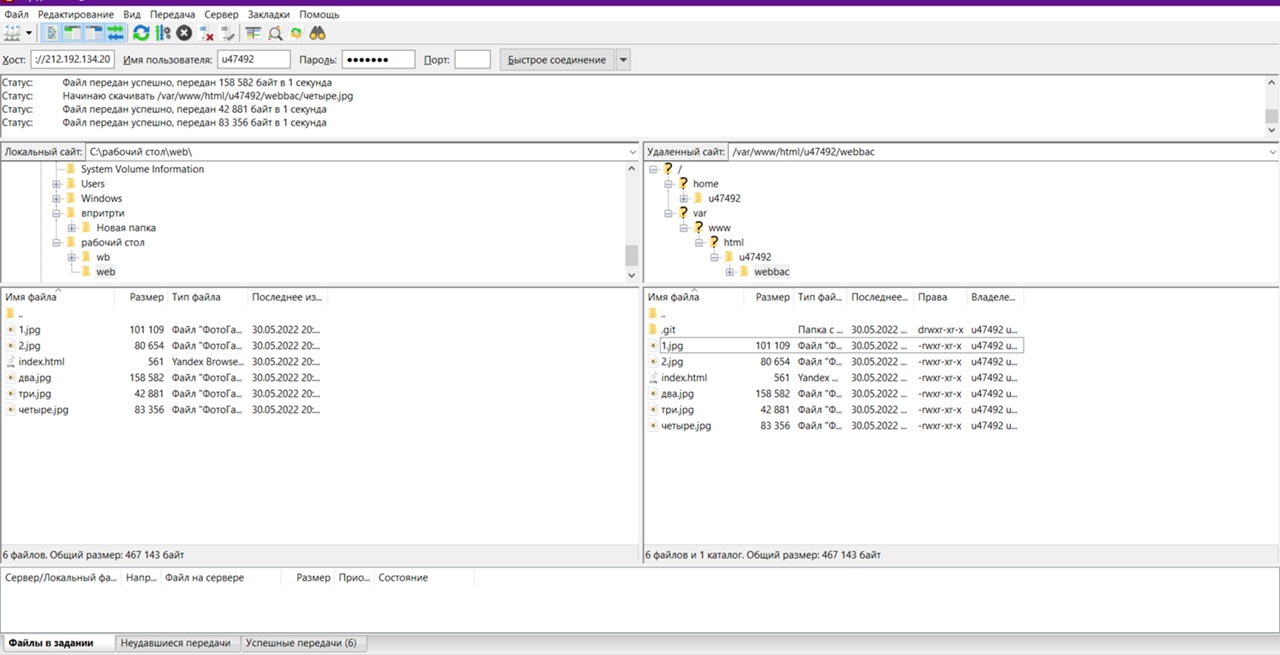 Файл Редактирование Вид Передача Сервер Закладки Помощь
Хост: ://212.192.134.20 Имя пользователя: u47492 Пароль: ●●●●●●● Порт: Быстрое соединение
Статус: Файл передан успешно, передан 158 582 байт в 1 секунда
Статус: Начинаю скачивать /var/www/html/u47492/webbac/четыре.jpg
Статус: Файл передан успешно, передан 42 881 байт в 1 секунда
Статус: Файл передан успешно, передан 83 356 байт в 1 секунда
Локальный сайт: C:\рабочий стол\web\
System Volume Information
Users
Windows
впритрти
Новая папка
рабочий стол
wb
web
Имя файла Размер Тип файла Последнее из...
..
1.jpg 101 109 Файл "ФотоГа... 30.05.2022 20:...
2.jpg 80 654 Файл "ФотоГа... 30.05.2022 20:...
index.html 561 Yandex Browse... 30.05.2022 20:...
два.jpg 158 582 Файл "ФотоГа... 30.05.2022 20:...
три.jpg 42 881 Файл "ФотоГа... 30.05.2022 20:...
четыре.jpg 83 356 Файл "ФотоГа... 30.05.2022 20:...
6 файлов. Общий размер: 467 143 байт
Удаленный сайт: /var/www/html/u47492/webbac
/
home
u47492
var
www
html
u47492
webbac
Имя файла Размер Тип фай... Последнее... Права Владеле...
..
.git Папка с ... 30.05.2022 ... drwxr-xr-x u47492 u...
1.jpg 101 109 Файл "Ф... 30.05.2022 ... -rwxr-xr-x u47492 u...
2.jpg 80 654 Файл "Ф... 30.05.2022 ... -rwxr-xr-x u47492 u...
index.html 561 Yandex ... 30.05.2022 ... -rwxr-xr-x u47492 u...
два.jpg 158 582 Файл "Ф... 30.05.2022 ... -rwxr-xr-x u47492 u...
три.jpg 42 881 Файл "Ф... 30.05.2022 ... -rwxr-xr-x u47492 u...
четыре.jpg 83 356 Файл "Ф... 30.05.2022 ... -rwxr-xr-x u47492 u...
6 файлов и 1 каталог. Общий размер: 467 143 байт
Сервер/Локальный фа... Напр... Файл на сервере Размер Прио... Состояние
Файлы в задании Неудавшиеся передачи Успешные передачи (6)